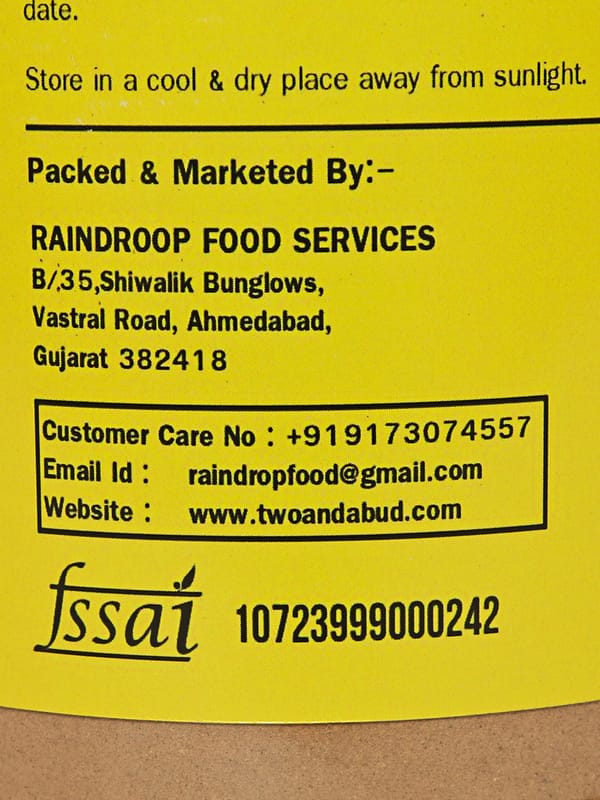 date.
Store in a cool & dry place away from sunlight.
Packed & Marketed By:-
RAINDROOP FOOD SERVICES
B/35,Shiwalik Bunglows,
Vastral Road, Ahmedabad,
Gujarat 382418
Customer Care No : +919173074557
Email Id : raindropfood@gmail.com
Website : www.twoandabud.com
fssai 10723999000242